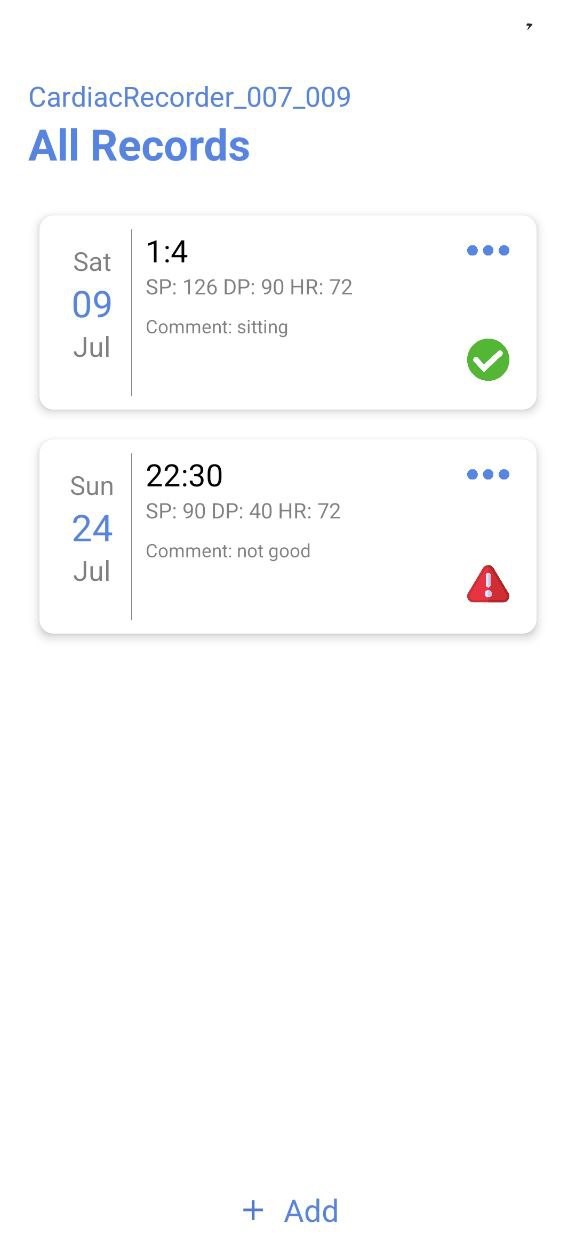 CardiacRecorder_007_009
All Records
Sat
09
Jul
1:4
SP: 126 DP: 90 HR: 72
Comment: sitting
Sun
24
Jul
22:30
SP: 90 DP: 40 HR: 72
Comment: not good
+ Add